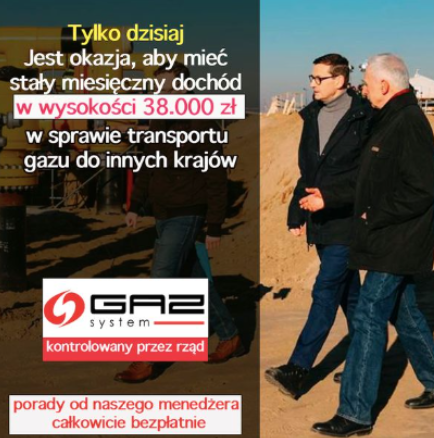 Tylko dzisiaj
Jest okazja, aby mieć
stały miesięczny dochód
w wysokości 38.000 zł
w sprawie transportu
gazu do innych krajów
GAZ
system
kontrolowany przez rząd
porady od naszego menedżera
całkowicie bezpłatnie